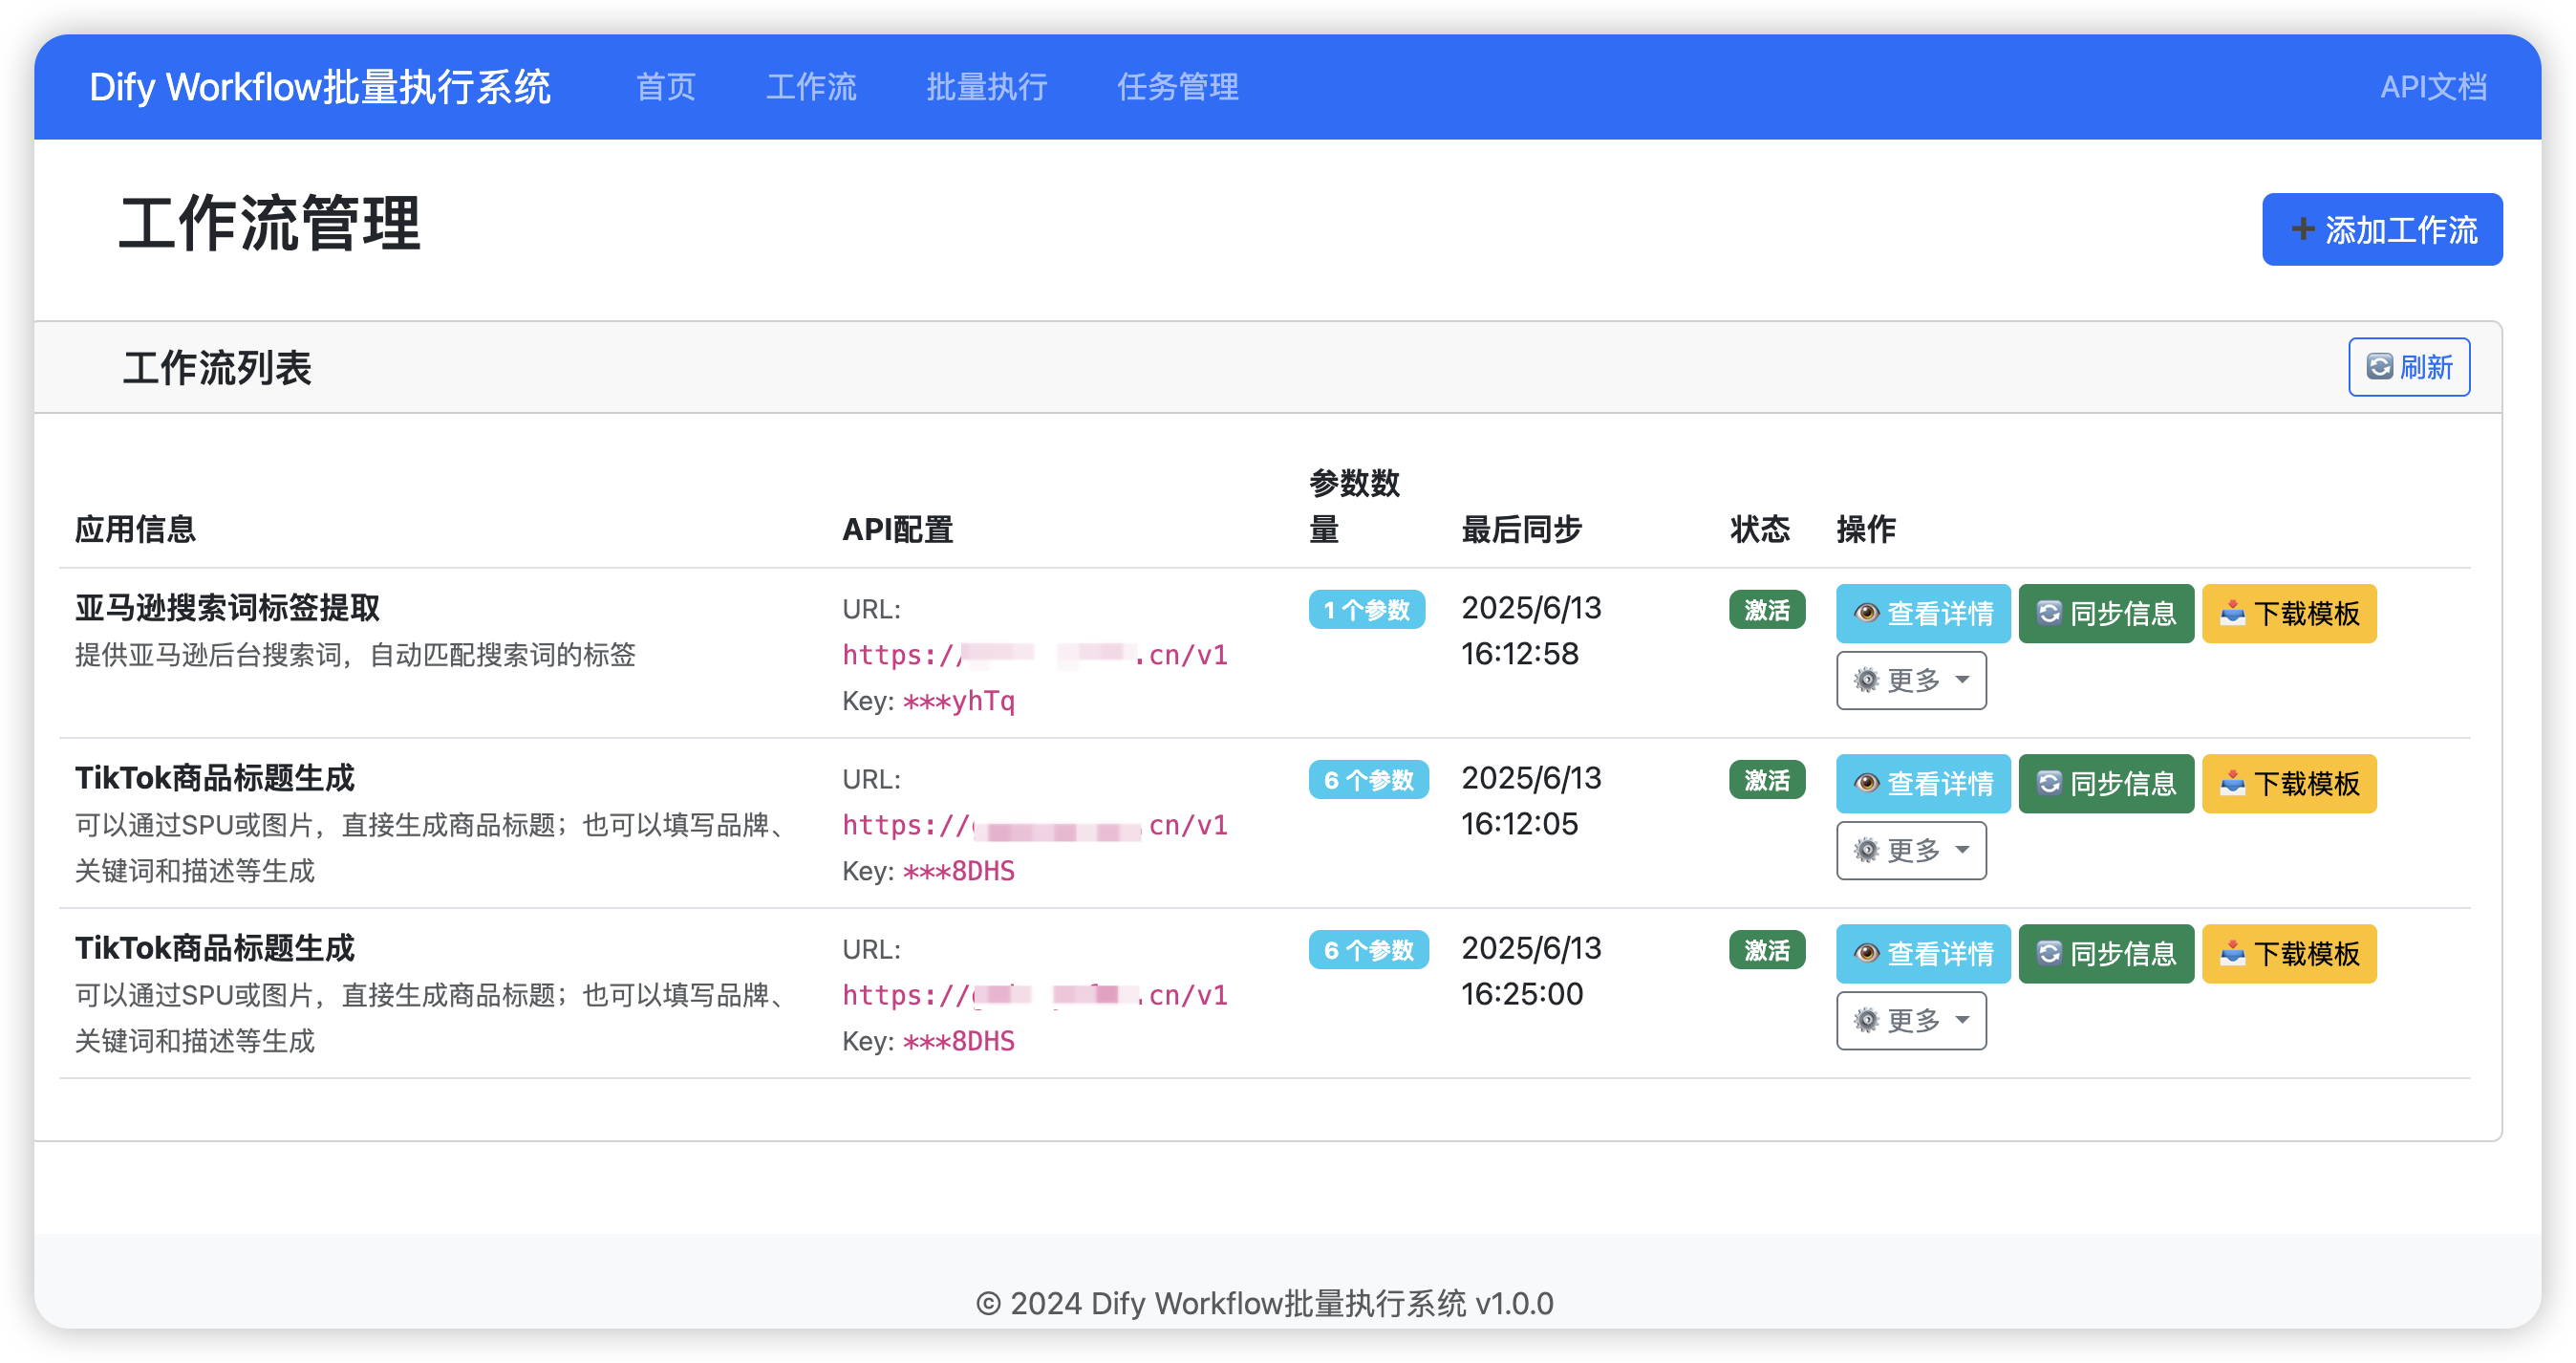 Dify Workflow批量执行系统 首页 工作流 批量执行 任务管理 API文档
工作流管理
添加工作流
工作流列表
刷新
应用信息 API配置 参数数量 最后同步 状态 操作
亚马逊搜索词标签提取
提供亚马逊后台搜索词，自动匹配搜索词的标签
URL:
https:// .cn/v1
Key: ***yhTq
1 个参数
2025/6/13
16:12:58
激活
查看详情 同步信息 下载模板
更多
TikTok商品标题生成
可以通过SPU或图片，直接生成商品标题；也可以填写品牌、
关键词和描述等生成
URL:
https:// cn/v1
Key: ***8DHS
6 个参数
2025/6/13
16:12:05
激活
查看详情 同步信息 下载模板
更多
TikTok商品标题生成
可以通过SPU或图片，直接生成商品标题；也可以填写品牌、
关键词和描述等生成
URL:
https:// .cn/v1
Key: ***8DHS
6 个参数
2025/6/13
16:25:00
激活
查看详情 同步信息 下载模板
更多
© 2024 Dify Workflow批量执行系统 v1.0.0